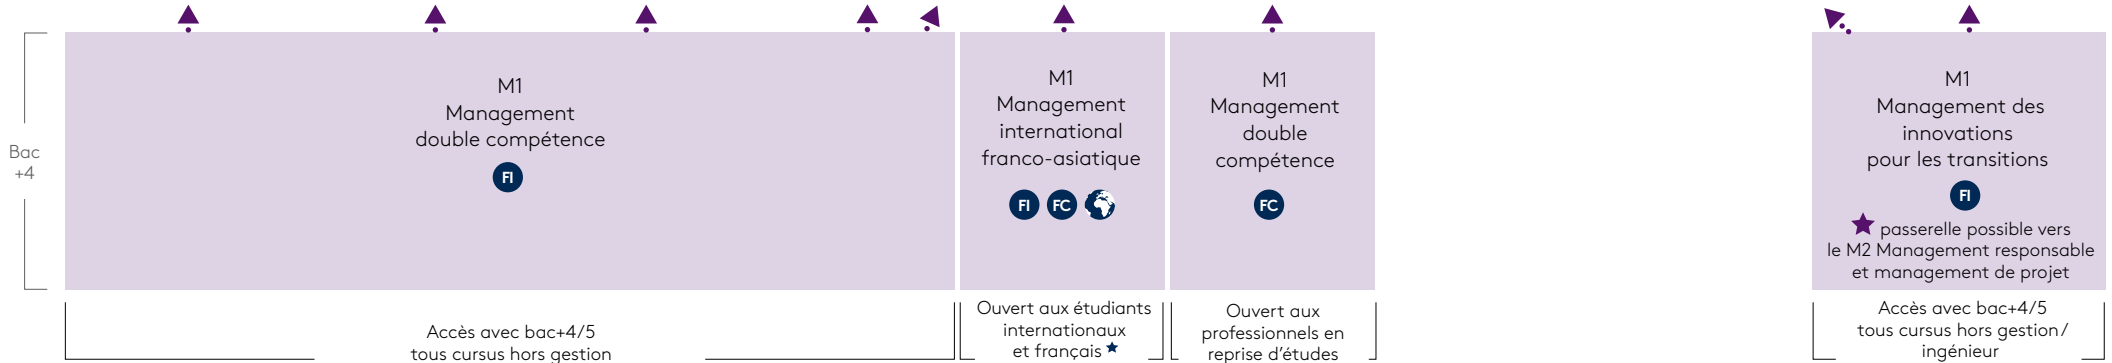 Bac
+4
M1
Management
double compétence
FI
M1
Management
international
franco-asiatique
FI FC
M1
Management
double
compétence
FC
M1
Management des
innovations
pour les transitions
FI
passerelle possible vers
le M2 Management responsable
et management de projet
Accès avec bac+4/5
tous cursus hors gestion
Ouvert aux étudiants
internationaux
et français
Ouvert aux
professionnels en
reprise d'études
Accès avec bac+4/5
tous cursus hors gestion/
ingénieur